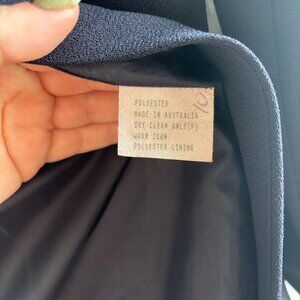 POLYESTER
MADE IN AUSTRALIA
DRY CLEAN ONLY(P)
WARM IRON
POLYESTER LINING